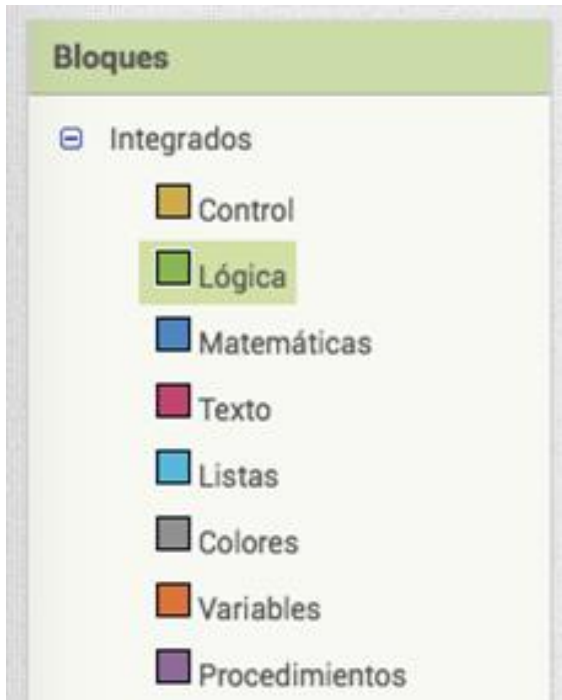 Bloques
Integrados
Control
Lógica
Matemáticas
Texto
Listas
Colores
Variables
Procedimientos